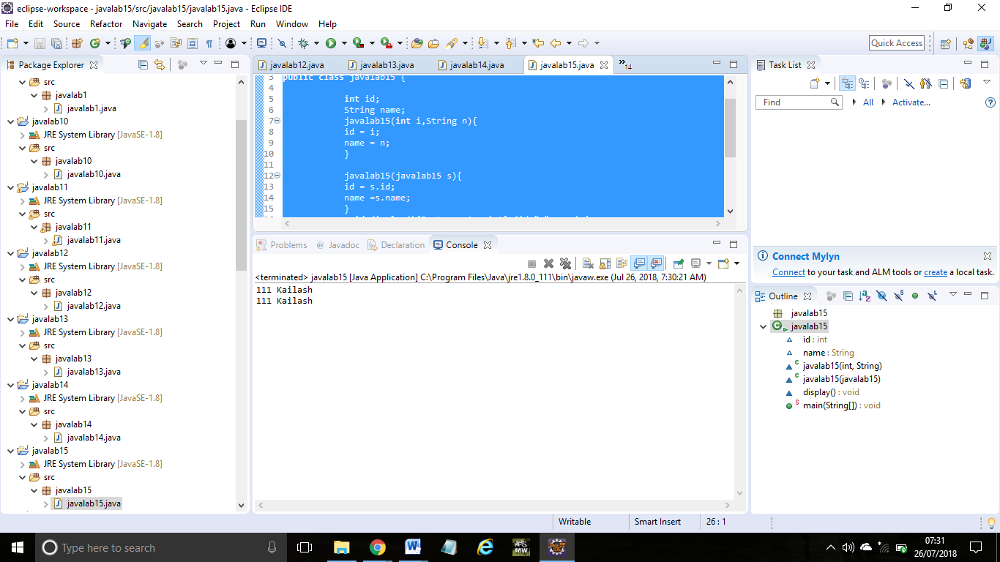 eclipse-workspace - javalab15/src/javalab15/javalab15.java - Eclipse IDE
File Edit Source Refactor Navigate Search Project Run Window Help
Quick Access
Package Explorer
src
javalab1
javalab1.java
javalab10
JRE System Library [JavaSE-1.8]
src
javalab10
javalab10.java
javalab11
JRE System Library [JavaSE-1.8]
src
javalab11
javalab11.java
javalab12
JRE System Library [JavaSE-1.8]
src
javalab12
javalab12.java
javalab13
JRE System Library [JavaSE-1.8]
src
javalab13
javalab13.java
javalab14
JRE System Library [JavaSE-1.8]
src
javalab14
javalab14.java
javalab15
JRE System Library [JavaSE-1.8]
src
javalab15
javalab15.java
javalab12.java javalab13.java javalab14.java javalab15.java 14
3 public class javalab15 {
4
5 int id;
6 String name;
7 javalab15(int i,String n){
8 id = i;
9 name = n;
10 }
11
12 javalab15(javalab15 s){
13 id = s.id;
14 name =s.name;
15 }
Problems Javadoc Declaration Console
<terminated> javalab15 [Java Application] C:\Program Files\Java\jre1.8.0_111\bin\javaw.exe (Jul 26, 2018, 7:30:21 AM)
111 Kailash
111 Kailash
Task List
Find All Activate...
Connect Mylyn
Connect to your task and ALM tools or create a local task.
Outline
javalab15
javalab15
id : int
name : String
javalab15(int, String)
javalab15(javalab15)
display() : void
main(String[]) : void
Writable Smart Insert 26 : 1
Type here to search
07:31
26/07/2018